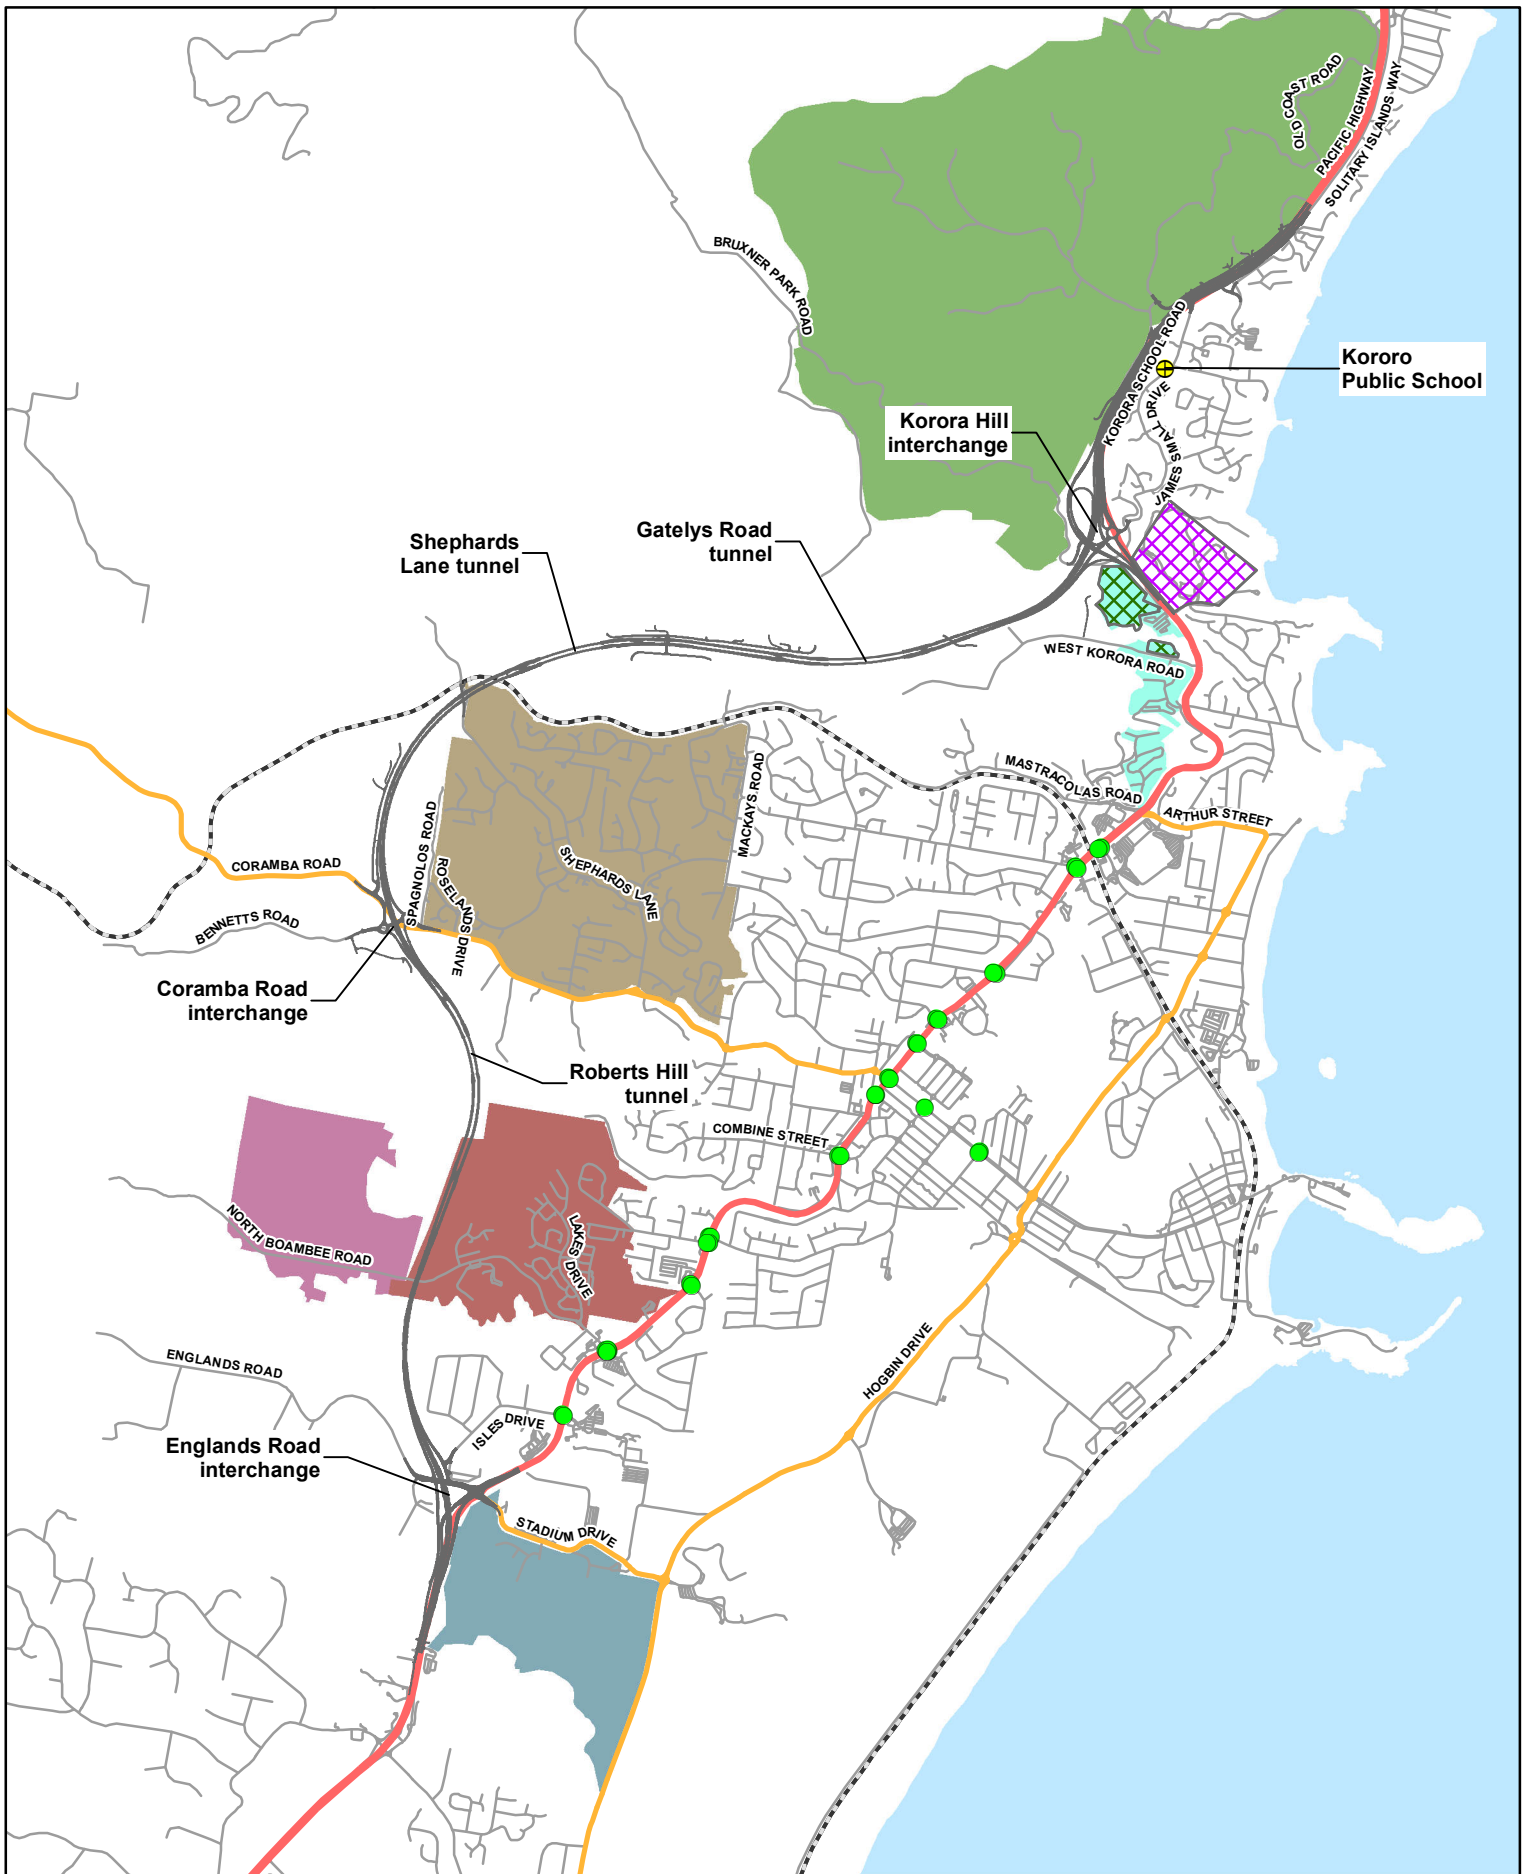 OLD COAST ROAD
PACIFIC HIGHWAY
SOLITARY ISLANDS WAY
BRUXNER PARK ROAD
KORORA SCHOOL ROAD
Kororo
Public School
JAMES SMALL DRIVE
Korora Hill
interchange
Gatelys Road
tunnel
Shephards
Lane tunnel
WEST KORORA ROAD
MASTRACOLAS ROAD
ARTHUR STREET
MACKAYS ROAD
SPAGNOLOS ROAD
ROSELANDS DRIVE
SHEPHARDS LANE
CORAMBA ROAD
BENNETTS ROAD
Coramba Road
interchange
Roberts Hill
tunnel
COMBINE STREET
LAKES DRIVE
NORTH BOAMBEE ROAD
HOGBIN DRIVE
ENGLANDS ROAD
ISLES DRIVE
Englands Road
interchange
STADIUM DRIVE